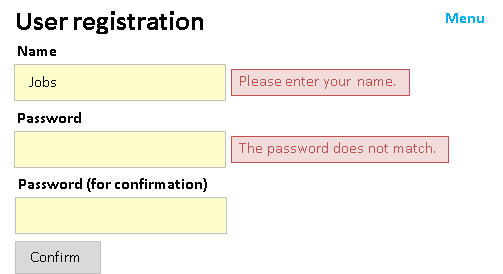 User registration
Menu
Name
Jobs
Please enter your name.
Password
The password does not match.
Password (for confirmation)
Confirm